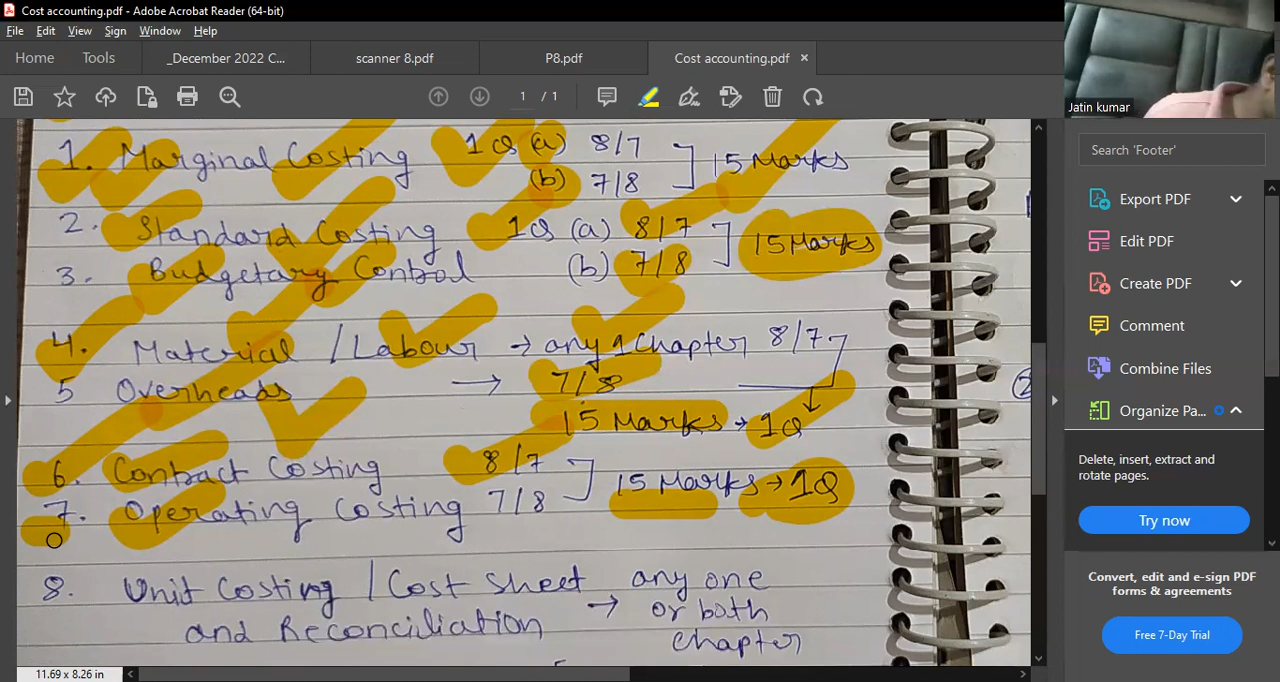 Cost accounting.pdf - Adobe Acrobat Reader (64-bit)
File Edit View Sign Window Help
Home Tools _December 2022 C... scanner 8.pdf P8.pdf Cost accounting.pdf ×
1 / 1
Jatin kumar
1. Marginal Costing 1Q (a) 8/7
(b) 7/8 ] 15 Marks
2. Standard Costing 1Q (a) 8/7
3. Budgetary Control (b) 7/8 ] 15 Marks
4. Material / Labour → any 1 Chapter 8/7
5 Overheads → 7/8
15 Marks → 1Q
6. Contract Costing 8/7
7. Operating Costing 7/8 ] 15 Marks → 1Q
8. Unit Costing / Cost Sheet any one
and Reconciliation → or both
chapter
2
11.69 x 8.26 in
Search 'Footer'
Export PDF
Edit PDF
Create PDF
Comment
Combine Files
Organize Pa...
Delete, insert, extract and
rotate pages.
Try now
Convert, edit and e-sign PDF
forms & agreements
Free 7-Day Trial